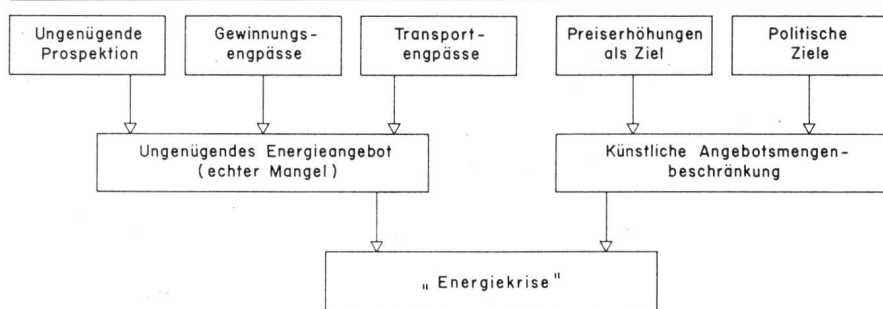 Ungenügende
Prospektion
Gewinnungs-
engpässe
Transport-
engpässe
Preiserhöhungen
als Ziel
Politische
Ziele
Ungenügendes Energieangebot
(echter Mangel)
Künstliche Angebotsmengen-
beschränkung
„Energiekrise"